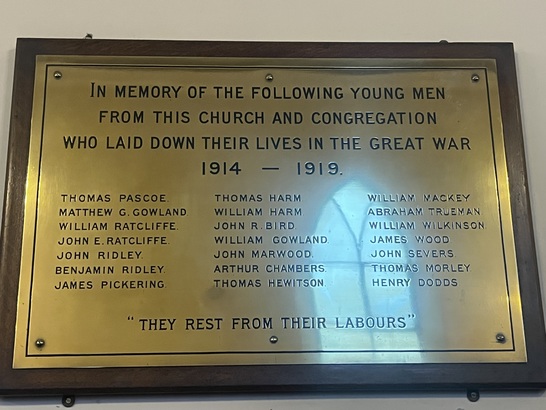 IN MEMORY OF THE FOLLOWING YOUNG MEN
FROM THIS CHURCH AND CONGREGATION
WHO LAID DOWN THEIR LIVES IN THE GREAT WAR
1914 — 1919.
THOMAS PASCOE.
MATTHEW G. GOWLAND
WILLIAM RATCLIFFE.
JOHN E. RATCLIFFE.
JOHN RIDLEY.
BENJAMIN RIDLEY.
JAMES PICKERING.
THOMAS HARM
WILLIAM HARM
JOHN R. BIRD
WILLIAM GOWLAND
JOHN MARWOOD.
ARTHUR CHAMBERS.
THOMAS HEWITSON.
WILLIAM MACKEY
ABRAHAM TRUEMAN
WILLIAM WILKINSON
JAMES WOOD
JOHN SEVERS
THOMAS MORLEY
HENRY DODDS
"THEY REST FROM THEIR LABOURS"